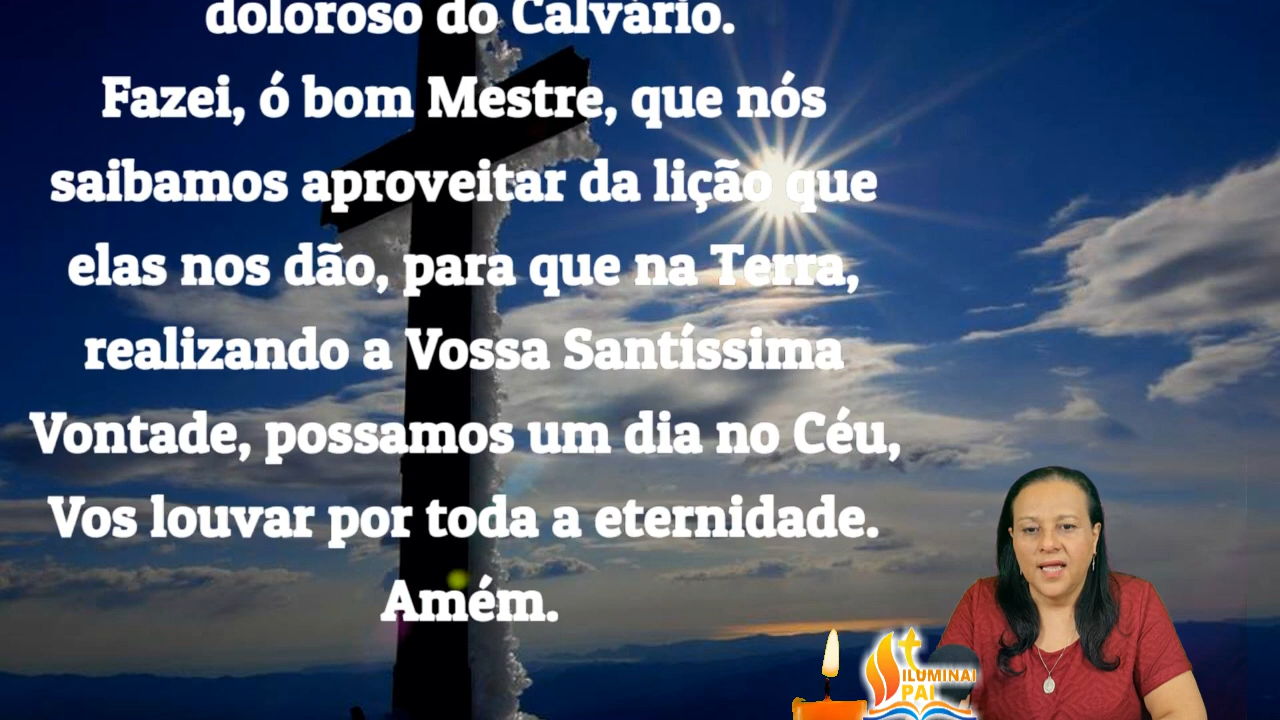 doloroso do Calvário.
Fazei, ó bom Mestre, que nós
saibamos aproveitar da lição que
elas nos dão, para que na Terra,
realizando a Vossa Santíssima
Vontade, possamos um dia no Céu,
Vos louvar por toda a eternidade.
Amém.
ILUMINAI
PAI